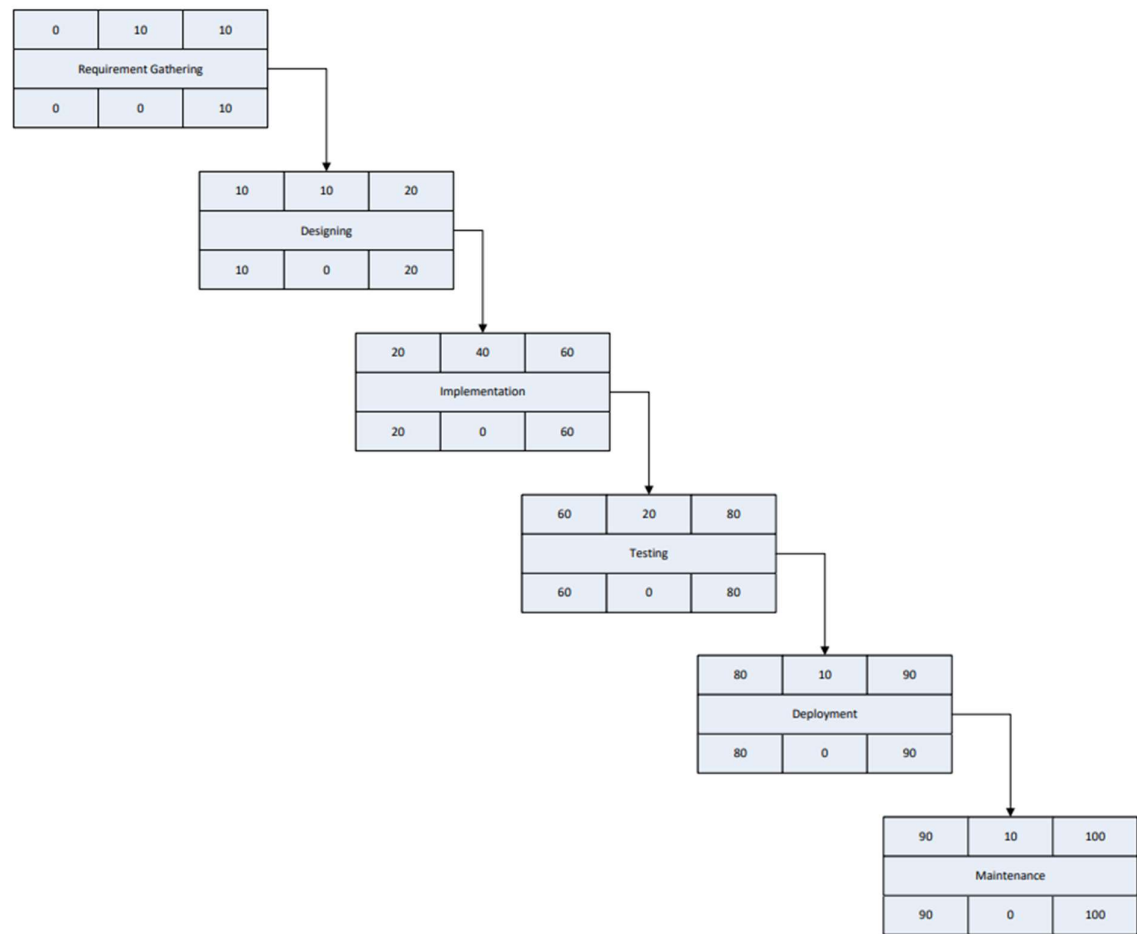 0 10 10
Requirement Gathering
0 0 10
10 10 20
Designing
10 0 20
20 40 60
Implementation
20 0 60
60 20 80
Testing
60 0 80
80 10 90
Deployment
80 0 90
90 10 100
Maintenance
90 0 100